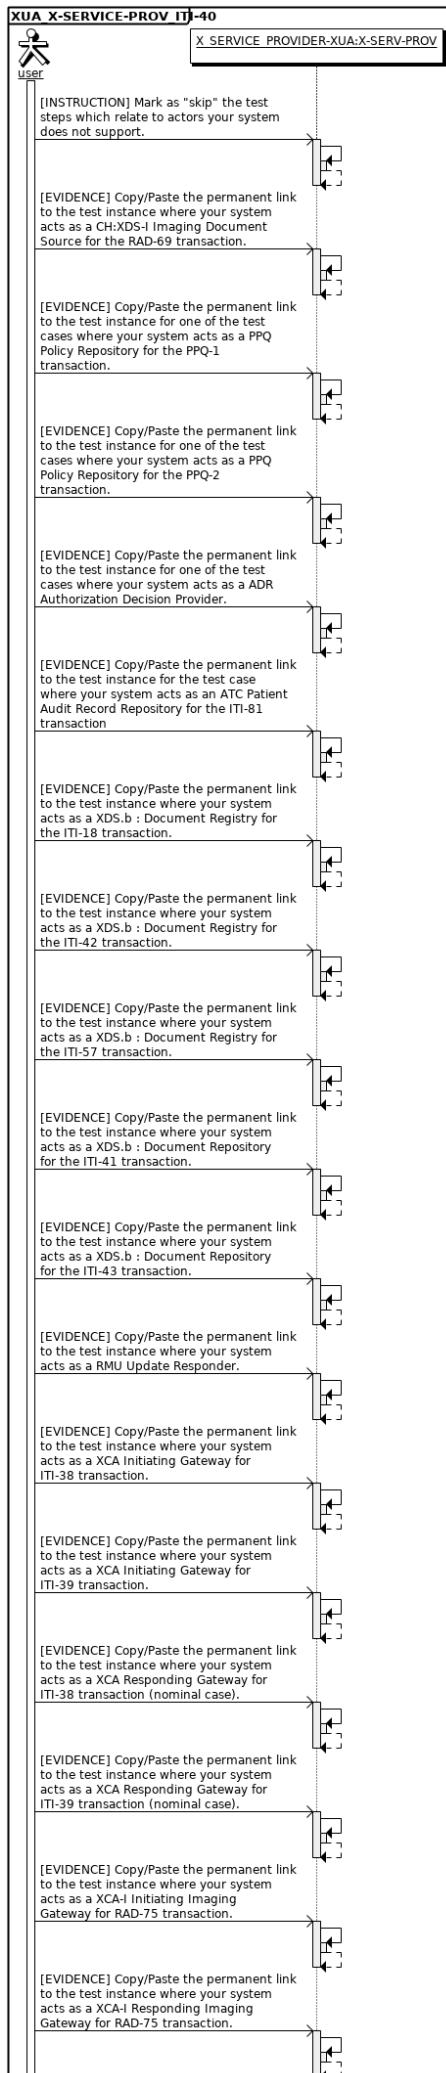 XUA_X-SERVICE-PROV_ITI-40
X_SERVICE_PROVIDER-XUA:X-SERV-PROV
user
[INSTRUCTION] Mark as "skip" the test
steps which relate to actors your system
does not support.
[EVIDENCE] Copy/Paste the permanent link
to the test instance where your system
acts as a CH:XDS-I Imaging Document
Source for the RAD-69 transaction.
[EVIDENCE] Copy/Paste the permanent link
to the test instance for one of the test
cases where your system acts as a PPQ
Policy Repository for the PPQ-1
transaction.
[EVIDENCE] Copy/Paste the permanent link
to the test instance for one of the test
cases where your system acts as a PPQ
Policy Repository for the PPQ-2
transaction.
[EVIDENCE] Copy/Paste the permanent link
to the test instance for one of the test
cases where your system acts as a ADR
Authorization Decision Provider.
[EVIDENCE] Copy/Paste the permanent link
to the test instance for the test case
where your system acts as an ATC Patient
Audit Record Repository for the ITI-81
transaction
[EVIDENCE] Copy/Paste the permanent link
to the test instance where your system
acts as a XDS.b : Document Registry for
the ITI-18 transaction.
[EVIDENCE] Copy/Paste the permanent link
to the test instance where your system
acts as a XDS.b : Document Registry for
the ITI-42 transaction.
[EVIDENCE] Copy/Paste the permanent link
to the test instance where your system
acts as a XDS.b : Document Registry for
the ITI-57 transaction.
[EVIDENCE] Copy/Paste the permanent link
to the test instance where your system
acts as a XDS.b : Document Repository
for the ITI-41 transaction.
[EVIDENCE] Copy/Paste the permanent link
to the test instance where your system
acts as a XDS.b : Document Repository
for the ITI-43 transaction.
[EVIDENCE] Copy/Paste the permanent link
to the test instance where your system
acts as a RMU Update Responder.
[EVIDENCE] Copy/Paste the permanent link
to the test instance where your system
acts as a XCA Initiating Gateway for
ITI-38 transaction.
[EVIDENCE] Copy/Paste the permanent link
to the test instance where your system
acts as a XCA Initiating Gateway for
ITI-39 transaction.
[EVIDENCE] Copy/Paste the permanent link
to the test instance where your system
acts as a XCA Responding Gateway for
ITI-38 transaction (nominal case).
[EVIDENCE] Copy/Paste the permanent link
to the test instance where your system
acts as a XCA Responding Gateway for
ITI-39 transaction (nominal case).
[EVIDENCE] Copy/Paste the permanent link
to the test instance where your system
acts as a XCA-I Initiating Imaging
Gateway for RAD-75 transaction.
[EVIDENCE] Copy/Paste the permanent link
to the test instance where your system
acts as a XCA-I Responding Imaging
Gateway for RAD-75 transaction.